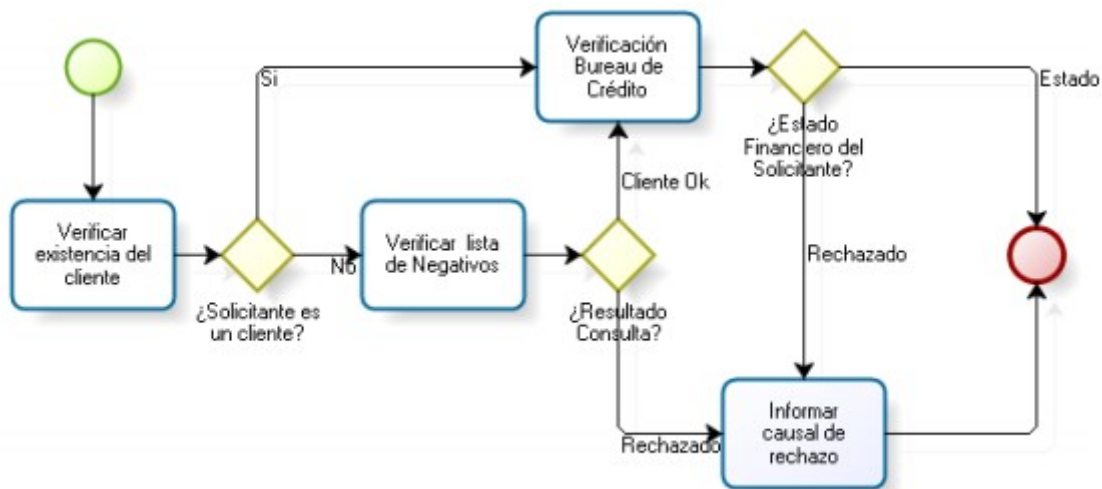 Verificación
Bureau de
Crédito
Si
Estado
¿Estado
Financiero del
Solicitante?
Cliente Ok
Verificar
existencia del
cliente
No
Verificar lista
de Negativos
Rechazado
¿Solicitante es
un cliente?
¿Resultado
Consulta?
Rechazado
Informar
causal de
rechazo